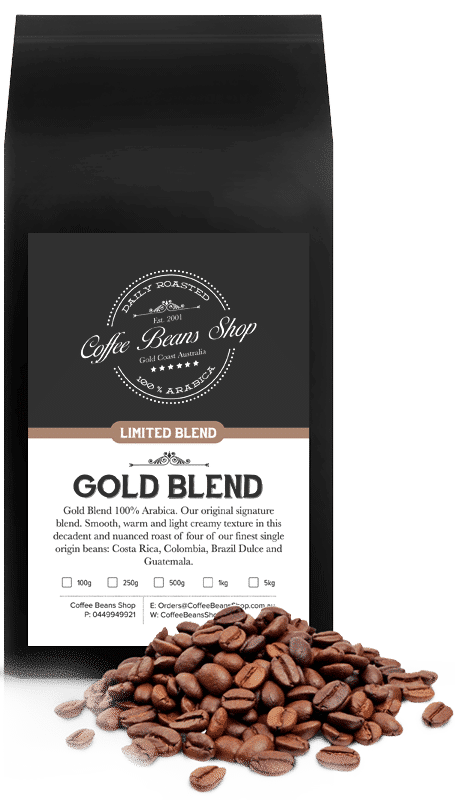 DAILY ROASTED
Est. 2001
Coffee Beans Shop
Gold Coast Australia
100% ARABICA
LIMITED BLEND
GOLD BLEND
Gold Blend 100% Arabica. Our original signature
blend. Smooth, warm and light creamy texture in this
decadent and nuanced roast of four of our finest single
origin beans: Costa Rica, Colombia, Brazil Dulce and
Guatemala.
100g 250g 500g 1kg 5kg
Coffee Beans Shop E: Orders@CoffeeBeansShop.com.au
P: 0449949921 W: CoffeeBeansSh